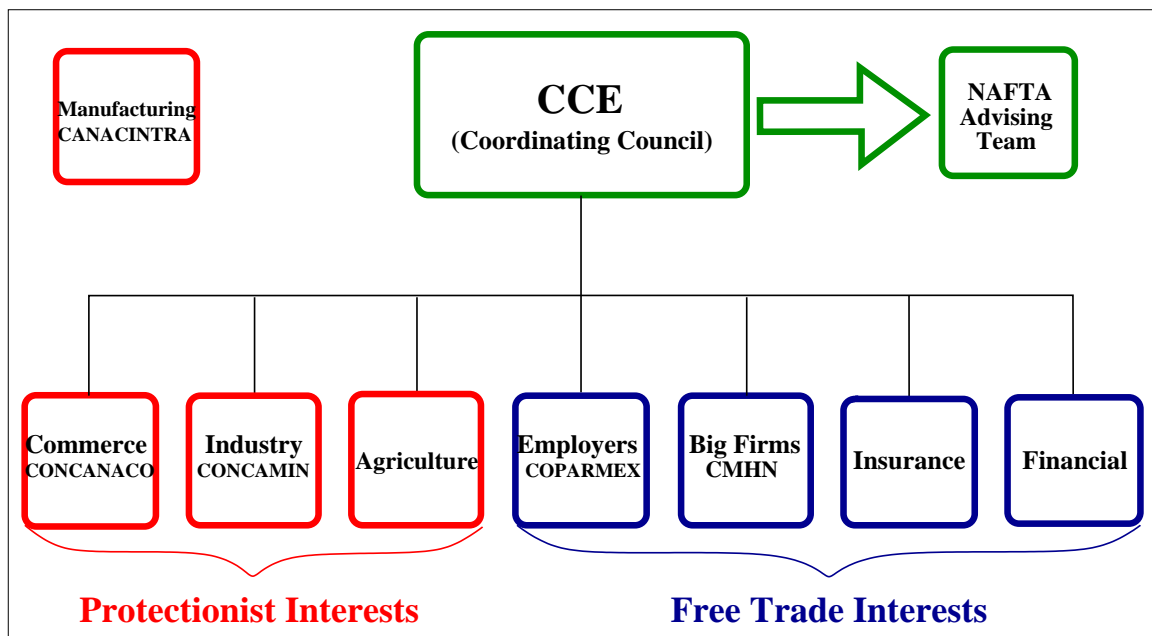 Manufacturing
CANACINTRA
CCE
(Coordinating Council)
NAFTA
Advising
Team
Commerce
CONCANACO
Industry
CONCAMIN
Agriculture
Employers
COPARMEX
Big Firms
CMHN
Insurance
Financial
Protectionist Interests
Free Trade Interests